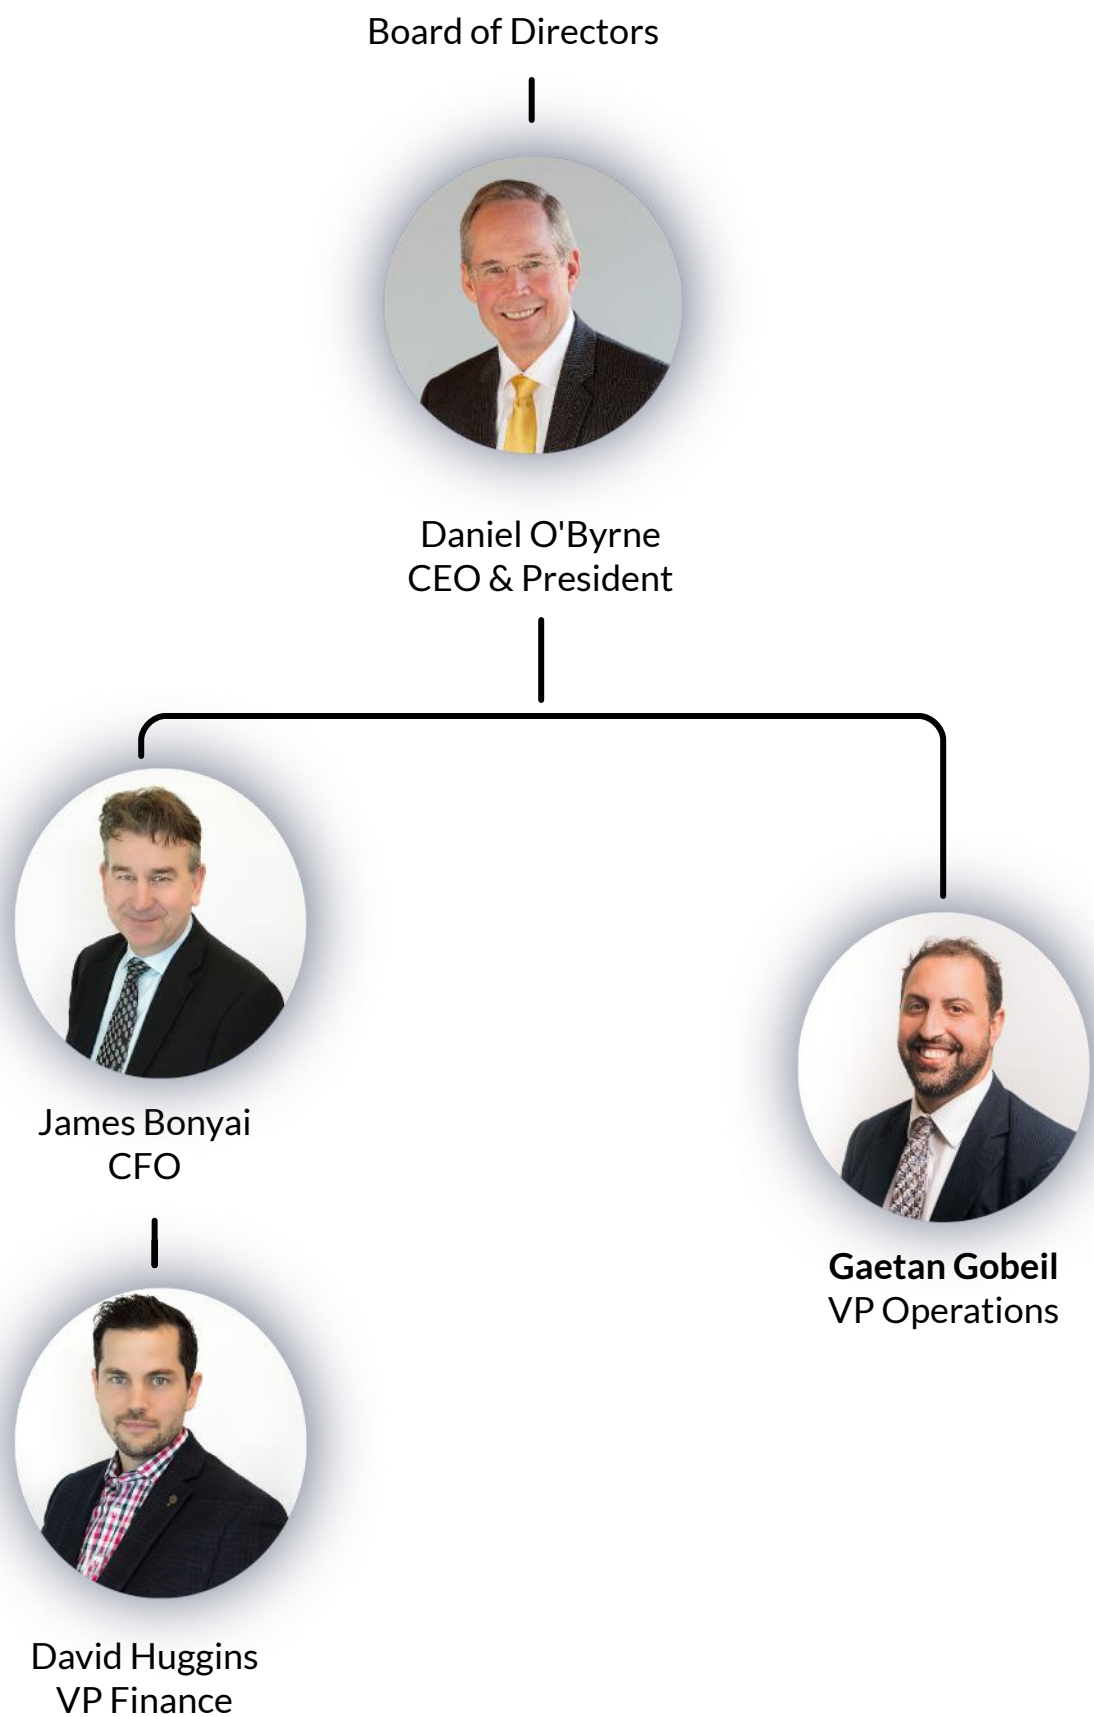 Board of Directors
Daniel O'Byrne
CEO & President
James Bonyai
CFO
Gaetan Gobeil
VP Operations
David Huggins
VP Finance